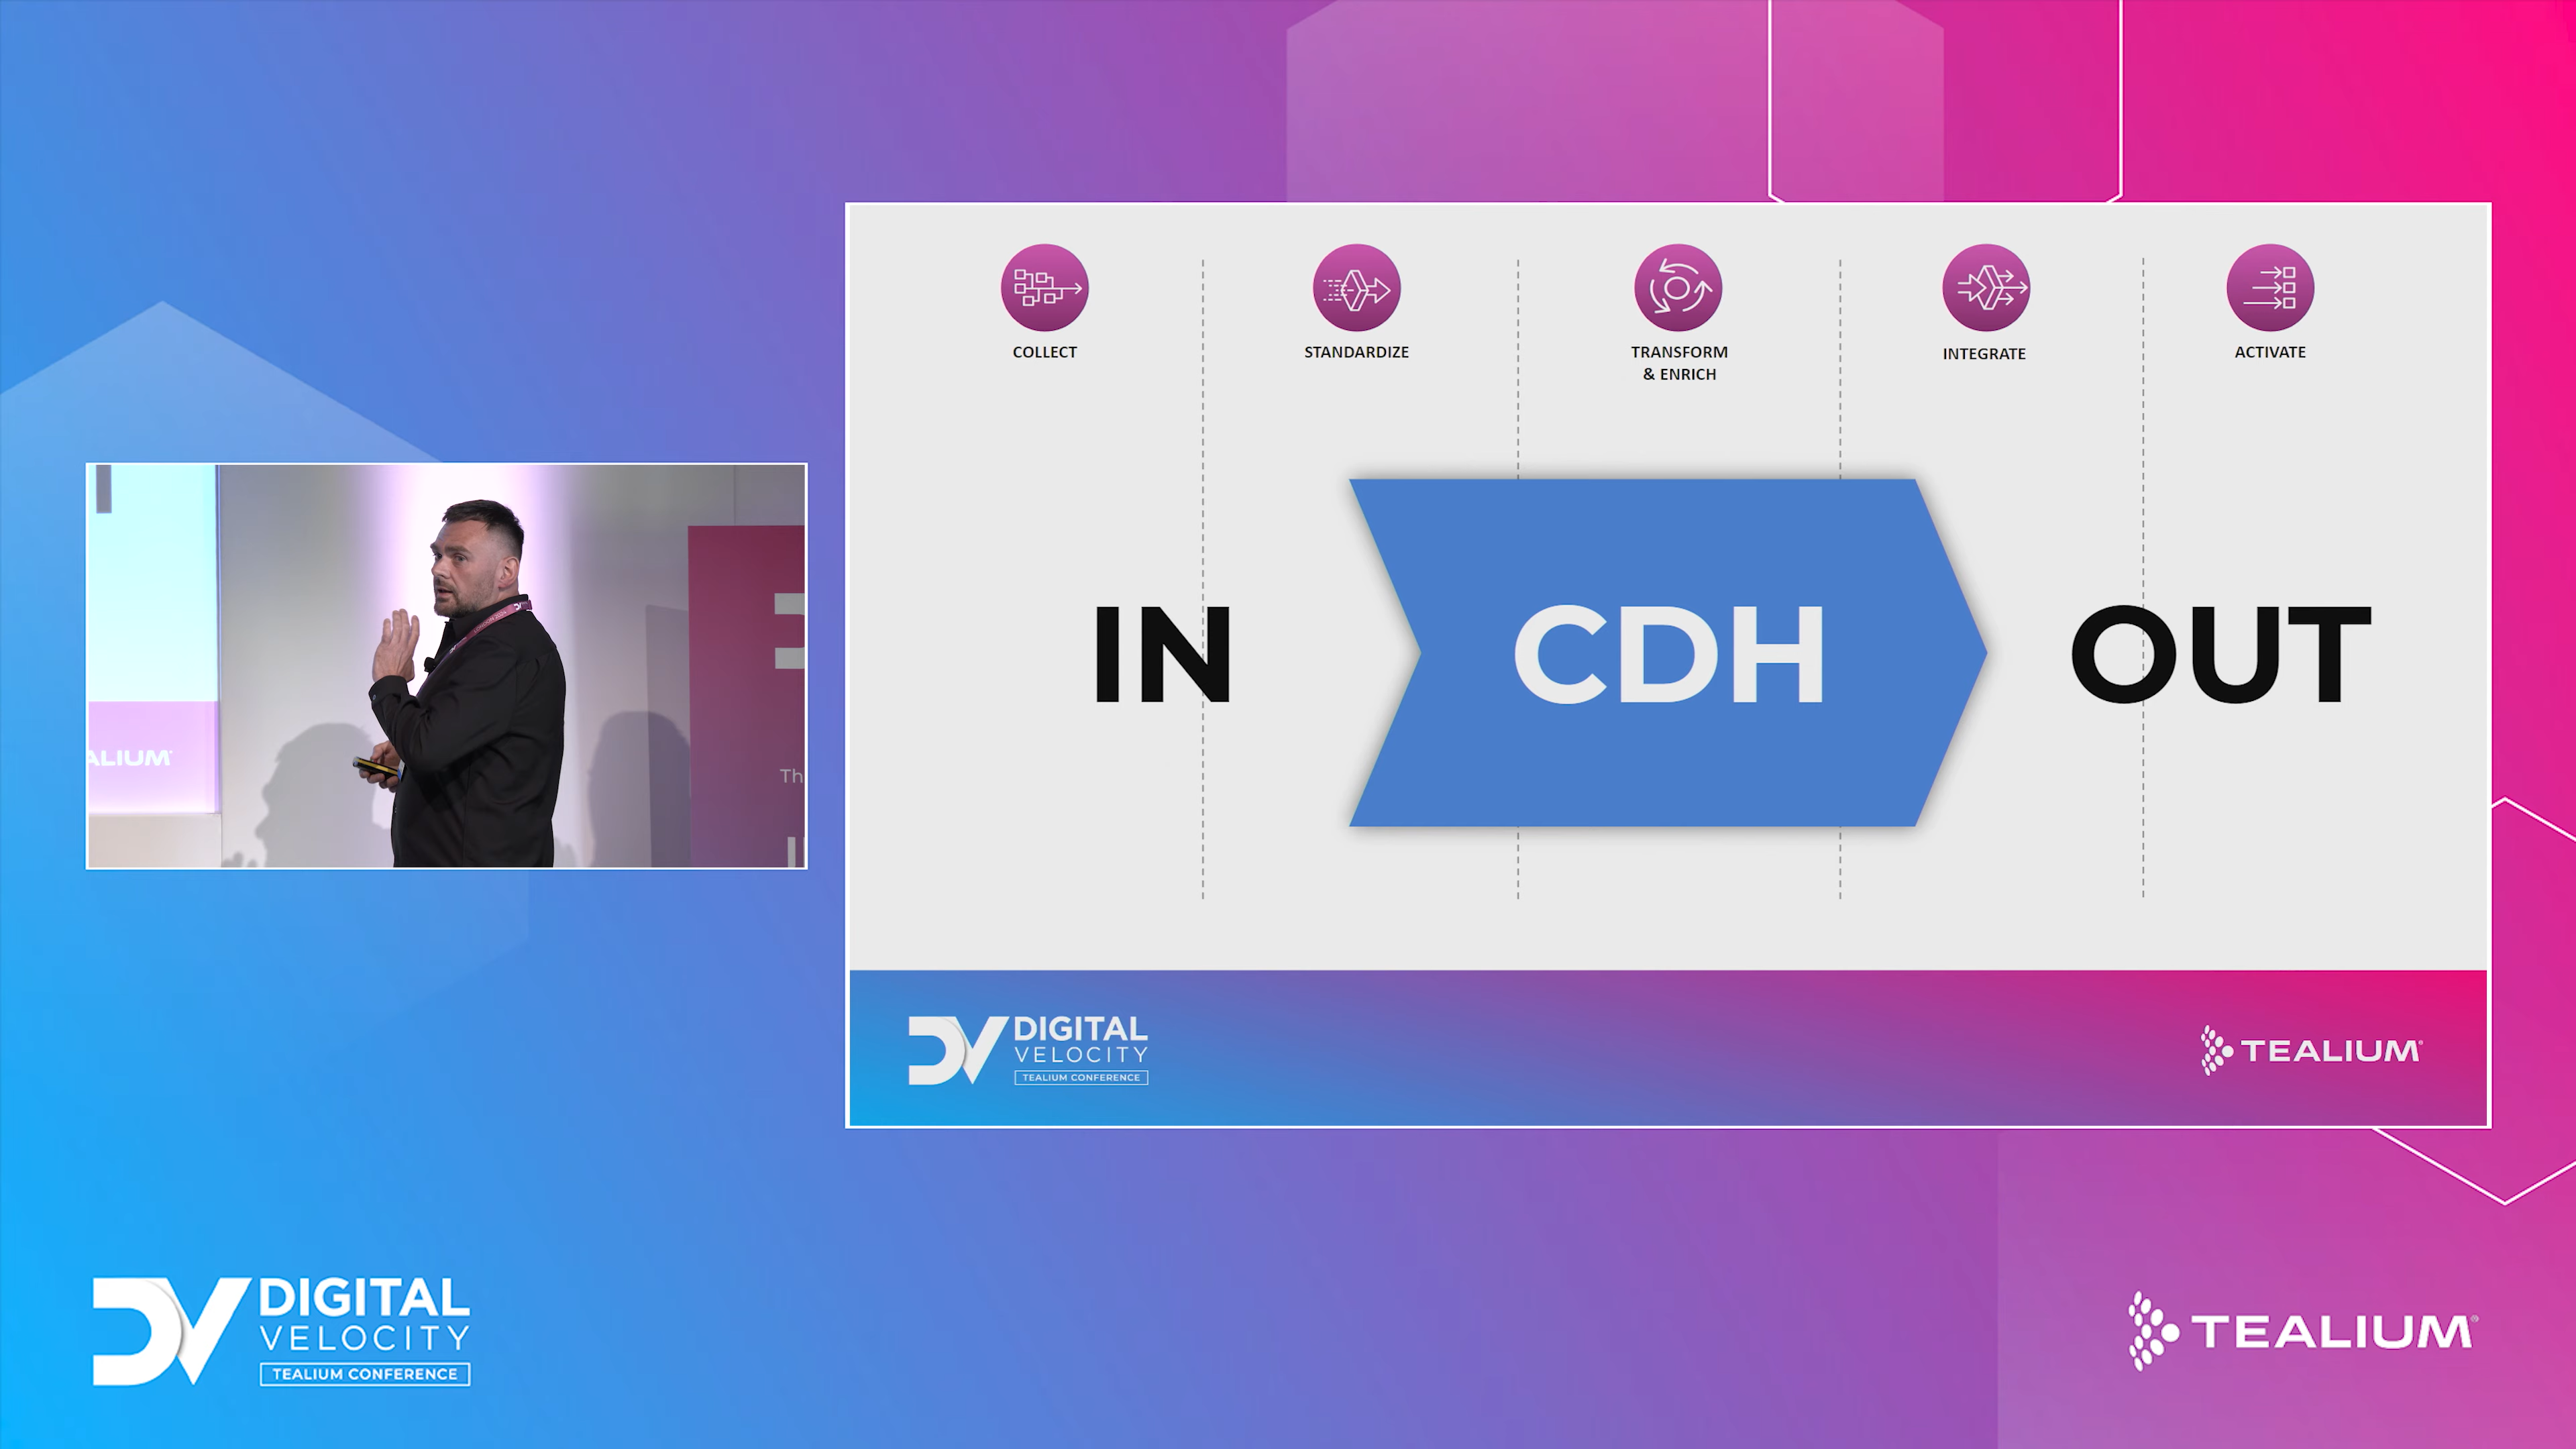 COLLECT
STANDARDIZE
TRANSFORM
& ENRICH
INTEGRATE
ACTIVATE
IN
CDH
OUT
DIGITAL
VELOCITY
TEALIUM CONFERENCE
TEALIUM
ALIUM
Th
DIGITAL
VELOCITY
TEALIUM CONFERENCE
TEALIUM